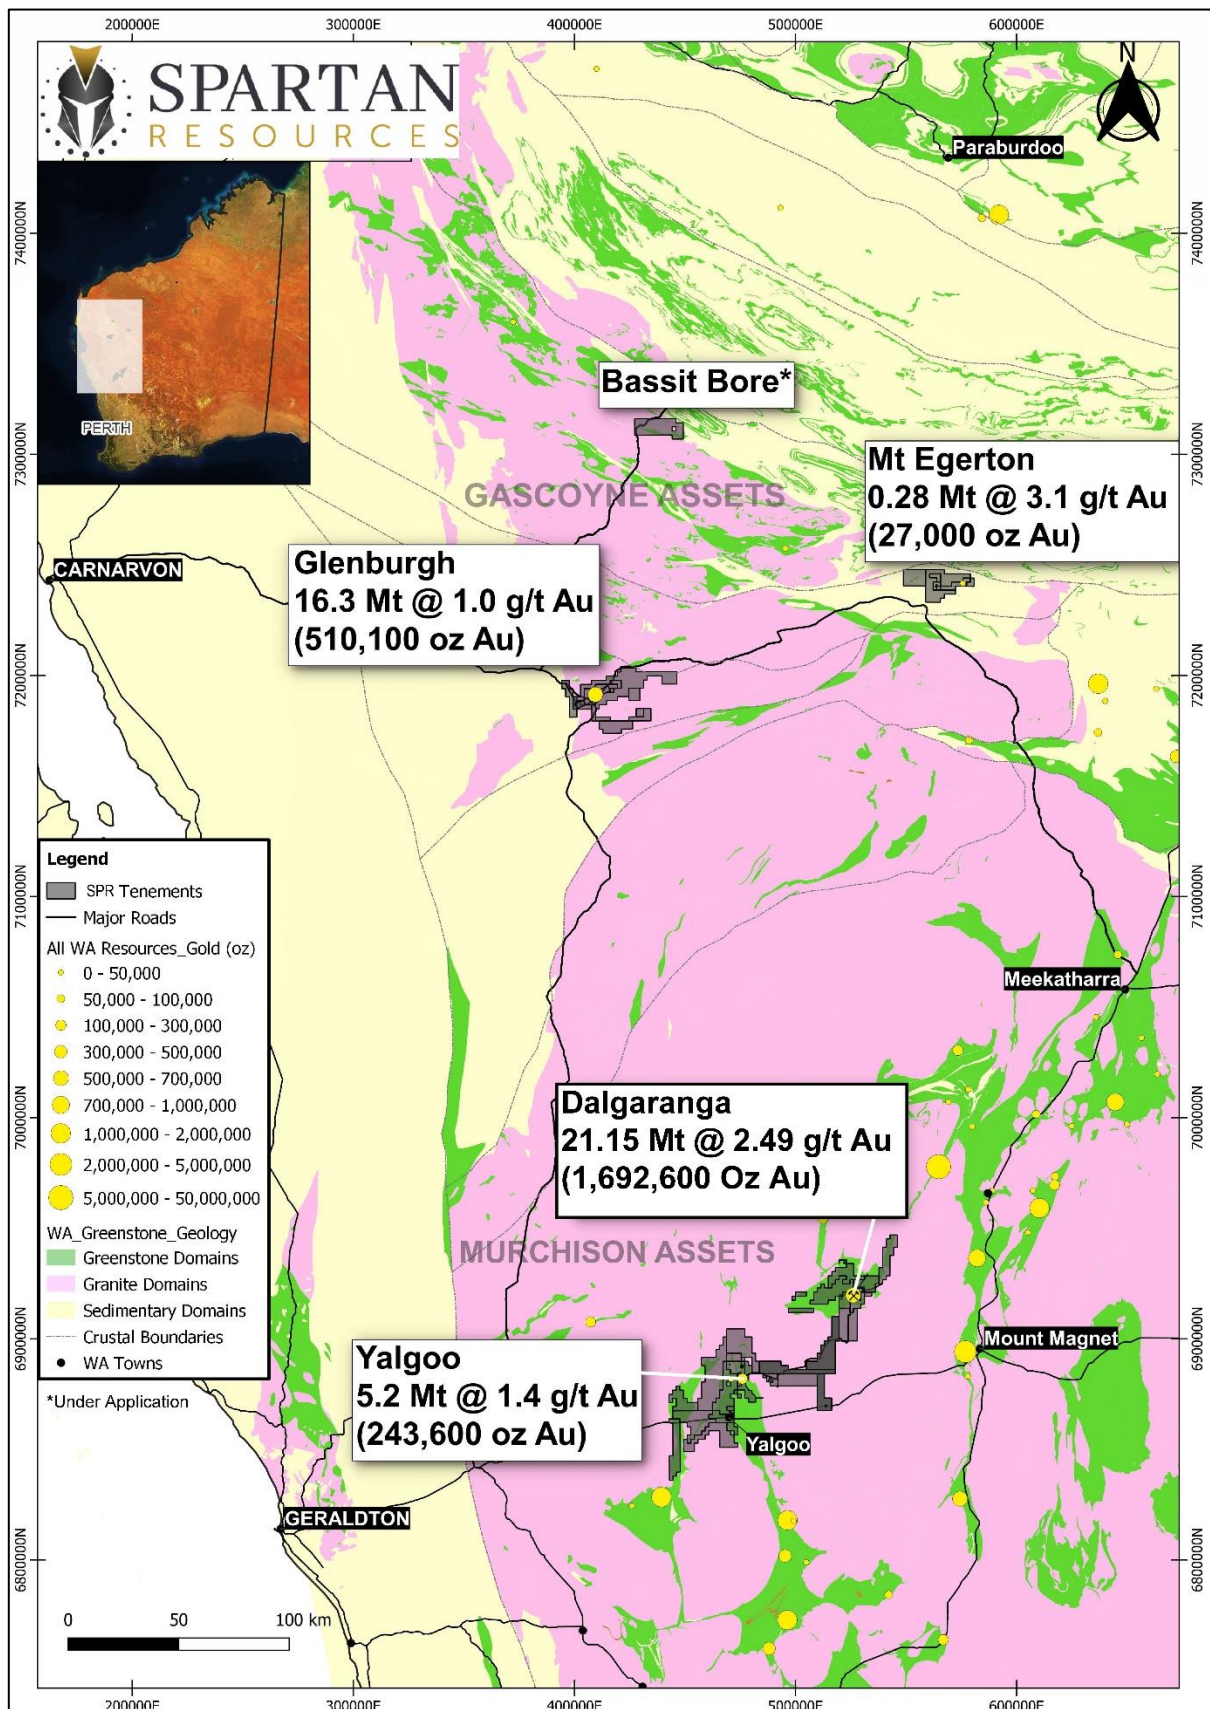 200000E 300000E 400000E 500000E 600000E
SPARTAN
RESOURCES
N
Paraburdoo
7400000N 7400000N
PERTH
Bassit Bore*
7300000N 7300000N
Mt Egerton
0.28 Mt @ 3.1 g/t Au
(27,000 oz Au)
GASCOYNE ASSETS
CARNARVON
Glenburgh
16.3 Mt @ 1.0 g/t Au
(510,100 oz Au)
7200000N 7200000N
Legend
SPR Tenements
Major Roads
All WA Resources_Gold (oz)
0 - 50,000
50,000 - 100,000
100,000 - 300,000
300,000 - 500,000
500,000 - 700,000
700,000 - 1,000,000
1,000,000 - 2,000,000
2,000,000 - 5,000,000
5,000,000 - 50,000,000
WA_Greenstone_Geology
Greenstone Domains
Granite Domains
Sedimentary Domains
Crustal Boundaries
WA Towns
*Under Application
7100000N 7100000N
Meekatharra
7000000N 7000000N
Dalgaranga
21.15 Mt @ 2.49 g/t Au
(1,692,600 Oz Au)
MURCHISON ASSETS
6900000N 6900000N
Mount Magnet
Yalgoo
5.2 Mt @ 1.4 g/t Au
(243,600 oz Au)
Yalgoo
GERALDTON
6800000N 6800000N
0 50 100 km
200000E 300000E 400000E 500000E 600000E